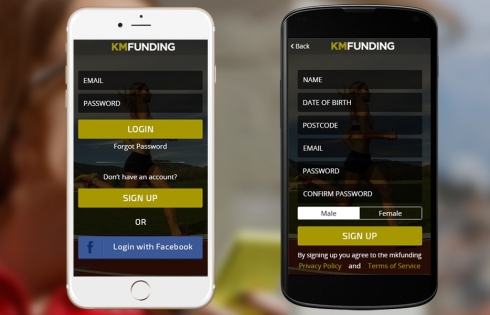 KMFUNDING
EMAIL
PASSWORD
LOGIN
Forgot Password
Don't have an account?
SIGN UP
OR
f Login with Facebook
Back
KMFUNDING
NAME
DATE OF BIRTH
POSTCODE
EMAIL
PASSWORD
CONFIRM PASSWORD
Male Female
SIGN UP
By signing up you agree to the mkfunding
Privacy Policy and Terms of Service